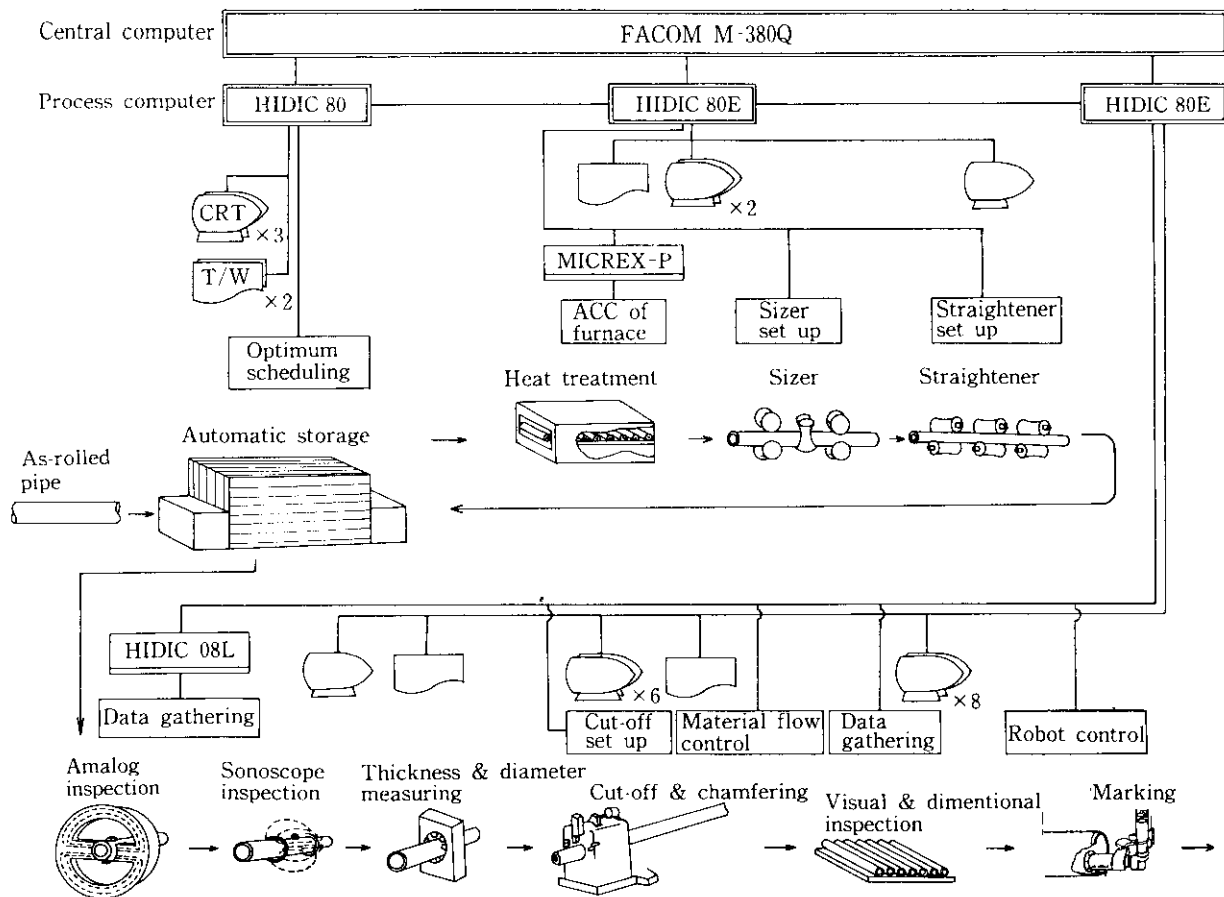 Central computer
FACOM M-380Q
Process computer
HIDIC 80
HIDIC 80E
HIDIC 80E
CRT
×3
×2
T/W
×2
MICREX-P
ACC of
furnace
Sizer
set up
Straightener
set up
Optimum
scheduling
Heat treatment
Sizer
Straightener
Automatic storage
As-rolled
pipe
HIDIC 08L
Data gathering
×6
×8
Cut-off
set up
Material flow
control
Data
gathering
Robot control
Amalog
inspection
Sonoscope
inspection
Thickness & diameter
measuring
Cut-off & chamfering
Visual & dimentional
inspection
Marking